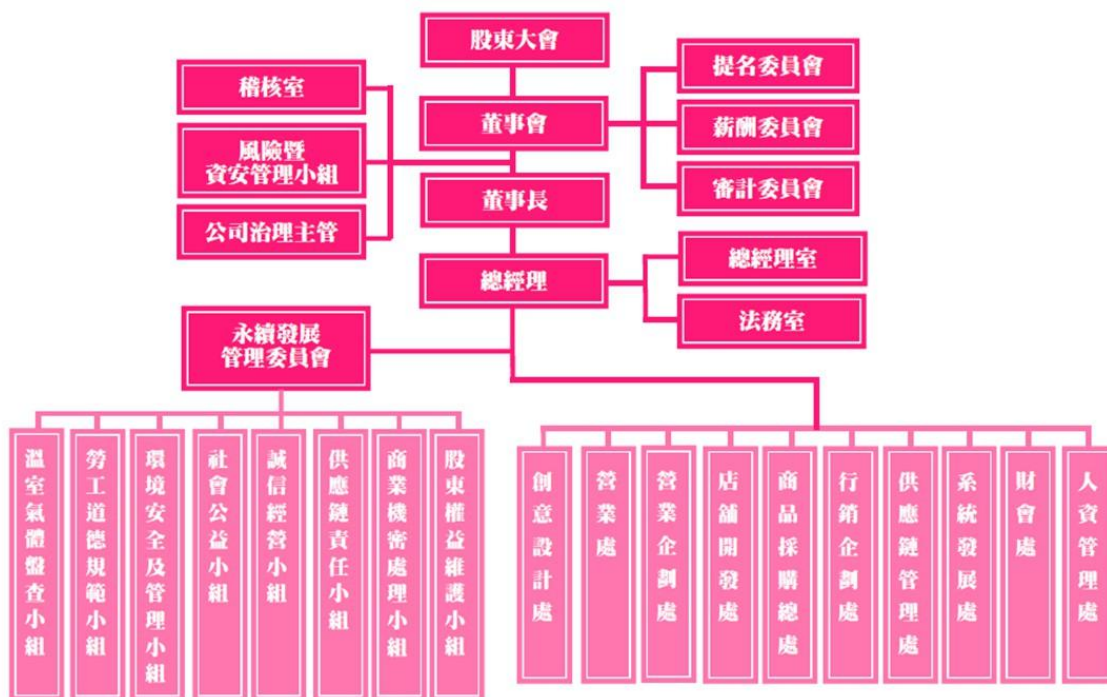 股東大會
提名委員會
稽核室
董事會
薪酬委員會
風險暨
資安管理小組
審計委員會
董事長
公司治理主管
總經理室
總經理
法務室
永續發展
管理委員會
溫室氣體盤查小組
勞工道德規範小組
環境安全及管理小組
社會公益小組
誠信經營小組
供應鏈責任小組
商業機密處理小組
股東權益維護小組
創意設計處
營業處
營業企劃處
店舖開發處
商品採購總處
行銷企劃處
供應鏈管理處
系統發展處
財會處
人資管理處